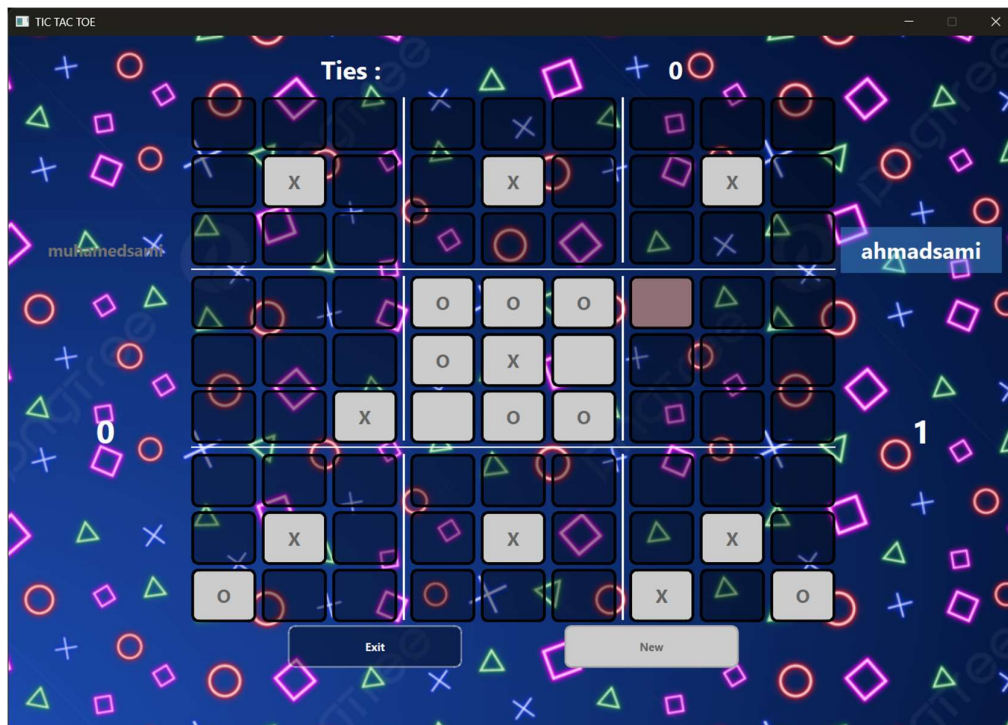 TIC TAC TOE
Ties : 0
X X X
muhamedsami ahmadsami
O O O
O X
X O O
0 1
X X X
O X O
Exit New